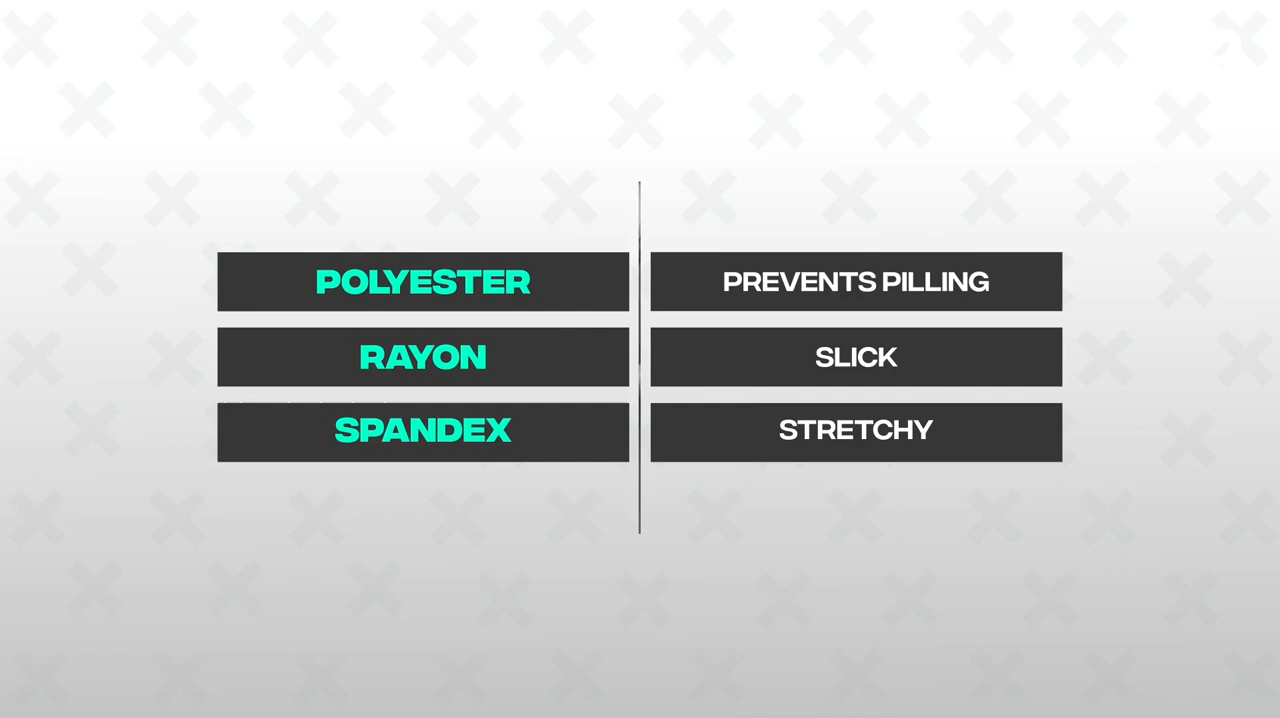 POLYESTER
PREVENTS PILLING
RAYON
SLICK
SPANDEX
STRETCHY